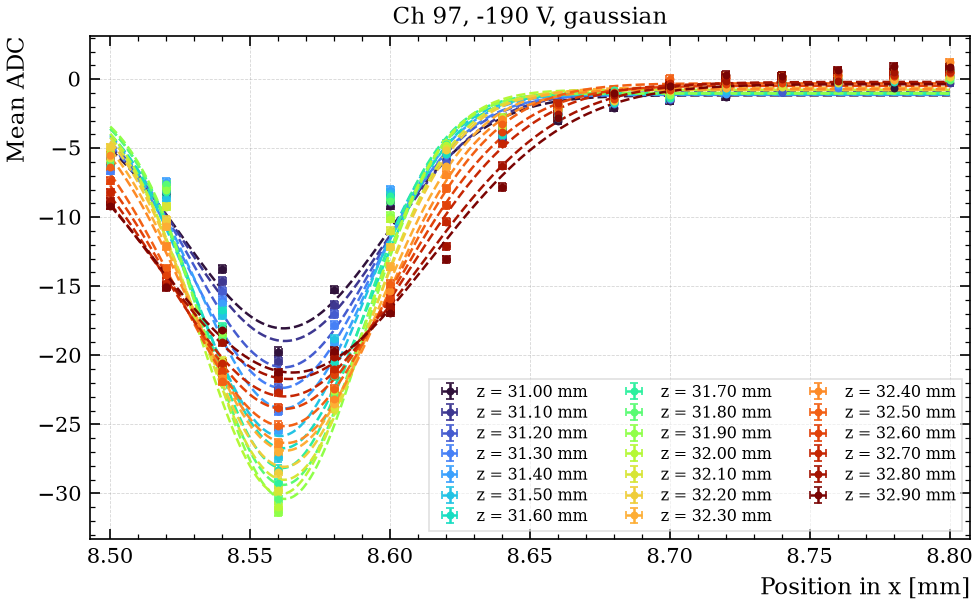 Ch 97, -190 V, gaussian
Mean ADC
0
−5
−10
−15
−20
−25
−30
z = 31.00 mm
z = 31.10 mm
z = 31.20 mm
z = 31.30 mm
z = 31.40 mm
z = 31.50 mm
z = 31.60 mm
z = 31.70 mm
z = 31.80 mm
z = 31.90 mm
z = 32.00 mm
z = 32.10 mm
z = 32.20 mm
z = 32.30 mm
z = 32.40 mm
z = 32.50 mm
z = 32.60 mm
z = 32.70 mm
z = 32.80 mm
z = 32.90 mm
8.50 8.55 8.60 8.65 8.70 8.75 8.80
Position in x [mm]